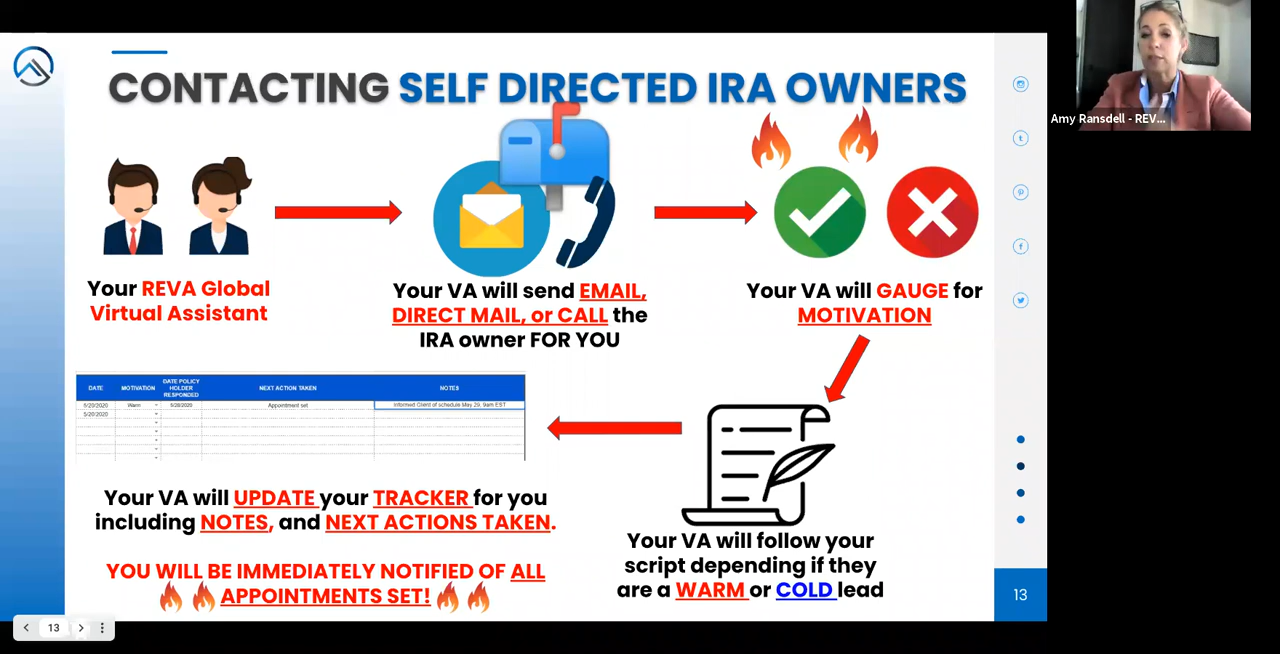 CONTACTING SELF DIRECTED IRA OWNERS
Amy Ransdell - REV...
Your REVA Global
Virtual Assistant
Your VA will send EMAIL,
DIRECT MAIL, or CALL the
IRA owner FOR YOU
Your VA will GAUGE for
MOTIVATION
Your VA will follow your
script depending if they
are a WARM or COLD lead
DATE MOTIVATION DATE POLICY HOLDER RESPONDED NEXT ACTION TAKEN NOTES
5/20/2020 Warm 5/28/2020 Appointment set Informed Client of schedule May 29, 9am EST
5/20/2020
Your VA will UPDATE your TRACKER for you
including NOTES, and NEXT ACTIONS TAKEN.
YOU WILL BE IMMEDIATELY NOTIFIED OF ALL
APPOINTMENTS SET!
13
13